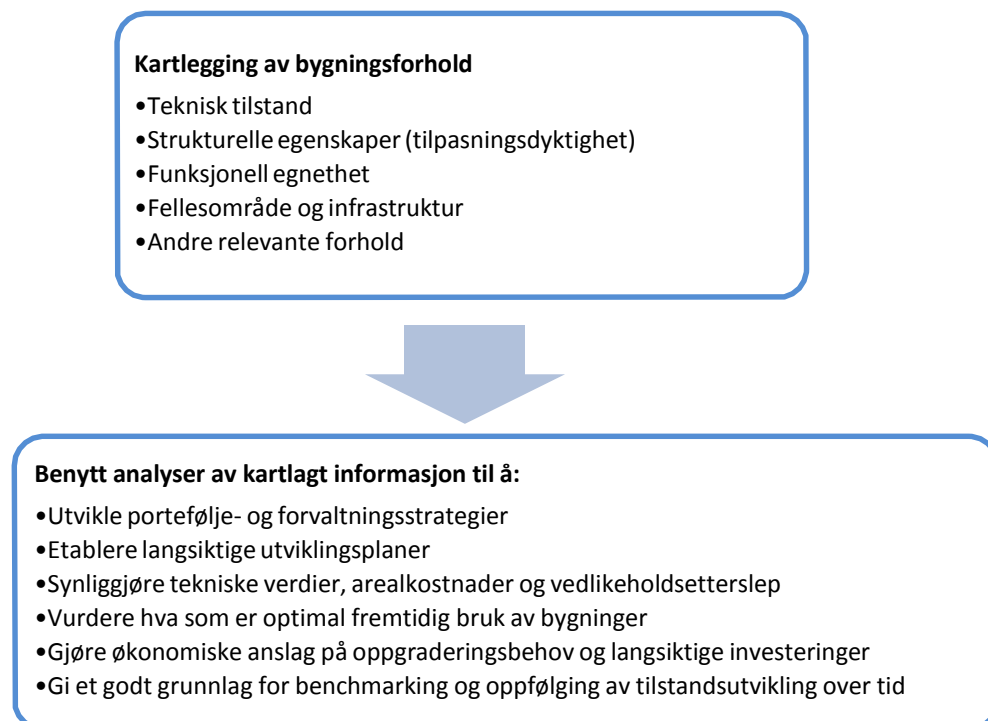 Kartlegging av bygningsforhold
•Teknisk tilstand
•Strukturelle egenskaper (tilpasningsdyktighet)
•Funksjonell egnethet
•Fellesområde og infrastruktur
•Andre relevante forhold
Benytt analyser av kartlagt informasjon til å:
•Utvikle portefølje- og forvaltningsstrategier
•Etablere langsiktige utviklingsplaner
•Synliggjøre tekniske verdier, arealkostnader og vedlikeholdsetterslep
•Vurdere hva som er optimal fremtidig bruk av bygninger
•Gjøre økonomiske anslag på oppgraderingsbehov og langsiktige investeringer
•Gi et godt grunnlag for benchmarking og oppfølging av tilstandsutvikling over tid